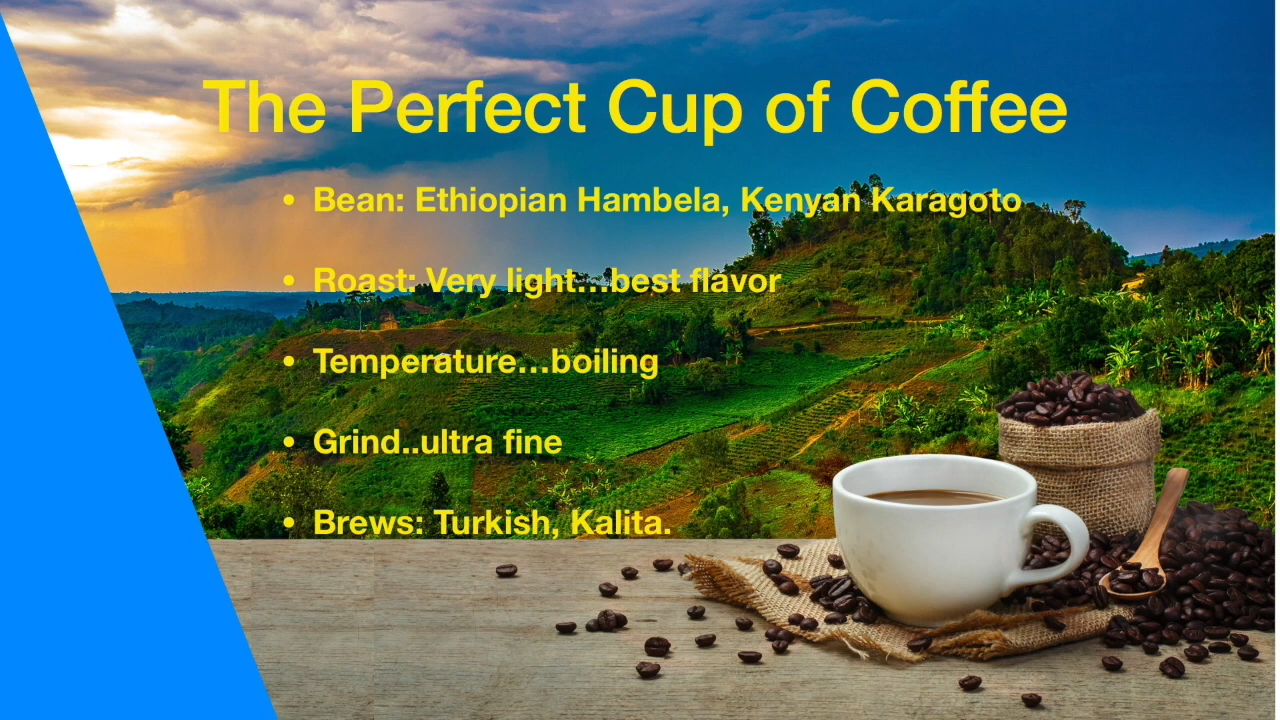 The Perfect Cup of Coffee
• Bean: Ethiopian Hambela, Kenyan Karagoto
• Roast: Very light…best flavor
• Temperature…boiling
• Grind..ultra fine
• Brews: Turkish, Kalita.